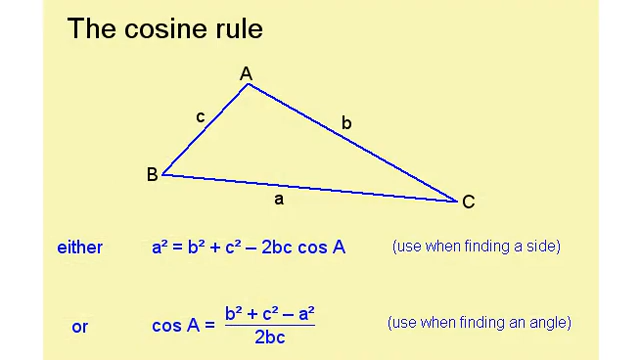 The cosine rule
A
c
b
B
a
C
either a² = b² + c² – 2bc cos A (use when finding a side)
or cos A = b² + c² – a² / 2bc (use when finding an angle)